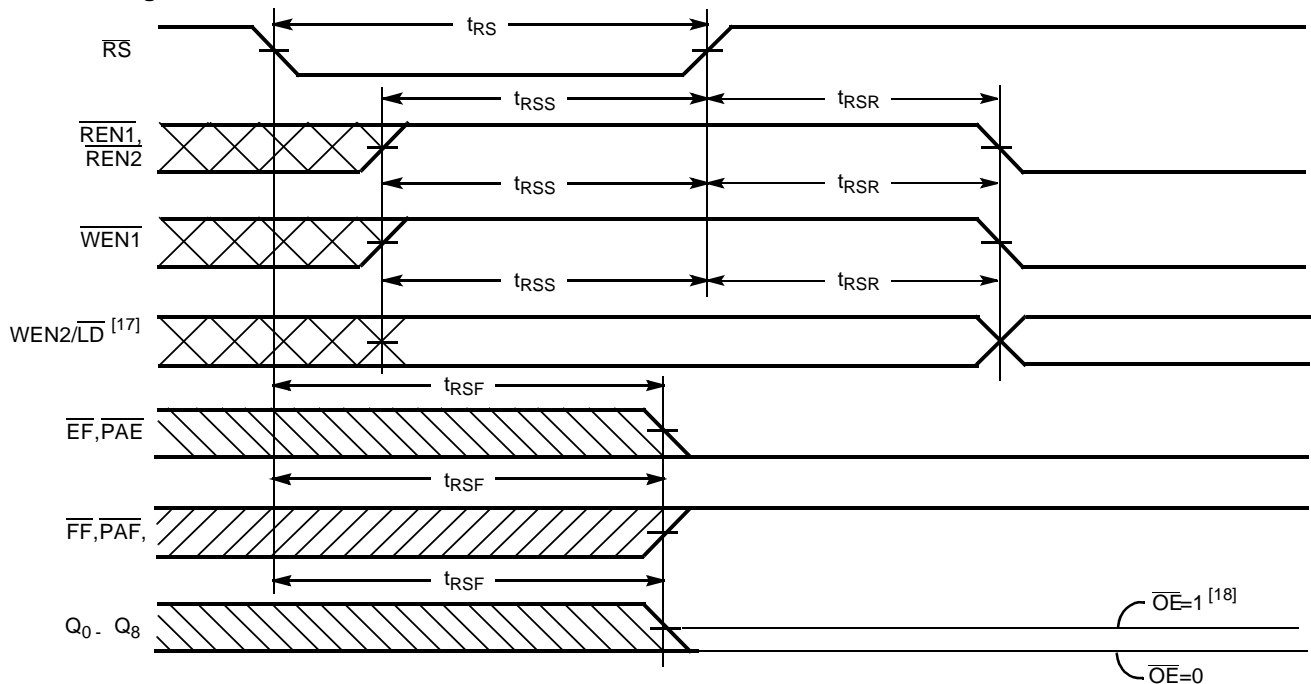 tRS
RS
tRSS
tRSR
REN1,
REN2
tRSS
tRSR
WEN1
tRSS
tRSR
WEN2/LD [17]
tRSF
EF,PAE
tRSF
FF,PAF,
tRSF
OE=1 [18]
Q0 - Q8
OE=0